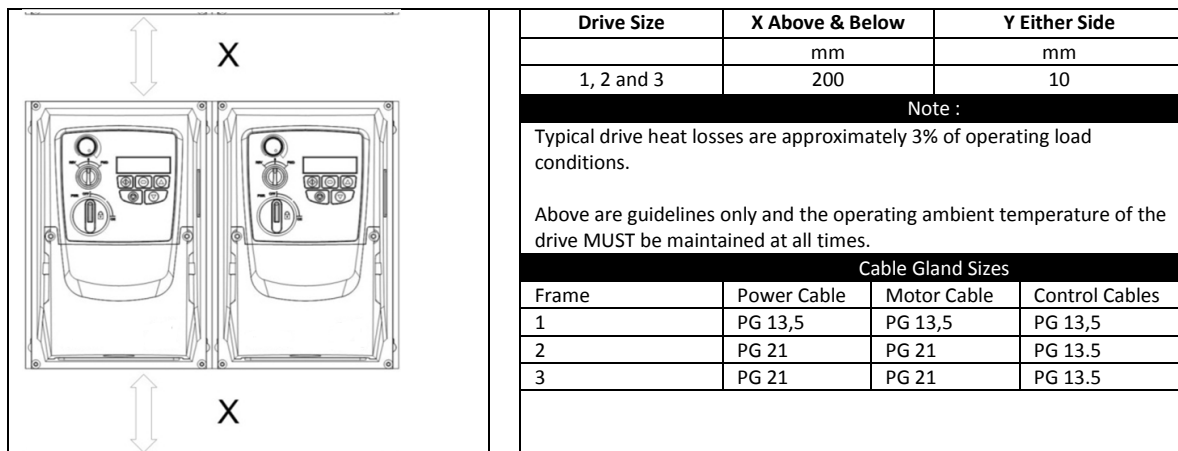 X
X
Drive Size X Above & Below Y Either Side
mm mm
1, 2 and 3 200 10
Note :
Typical drive heat losses are approximately 3% of operating load
conditions.
Above are guidelines only and the operating ambient temperature of the
drive MUST be maintained at all times.
Cable Gland Sizes
Frame Power Cable Motor Cable Control Cables
1 PG 13,5 PG 13,5 PG 13,5
2 PG 21 PG 21 PG 13.5
3 PG 21 PG 21 PG 13.5